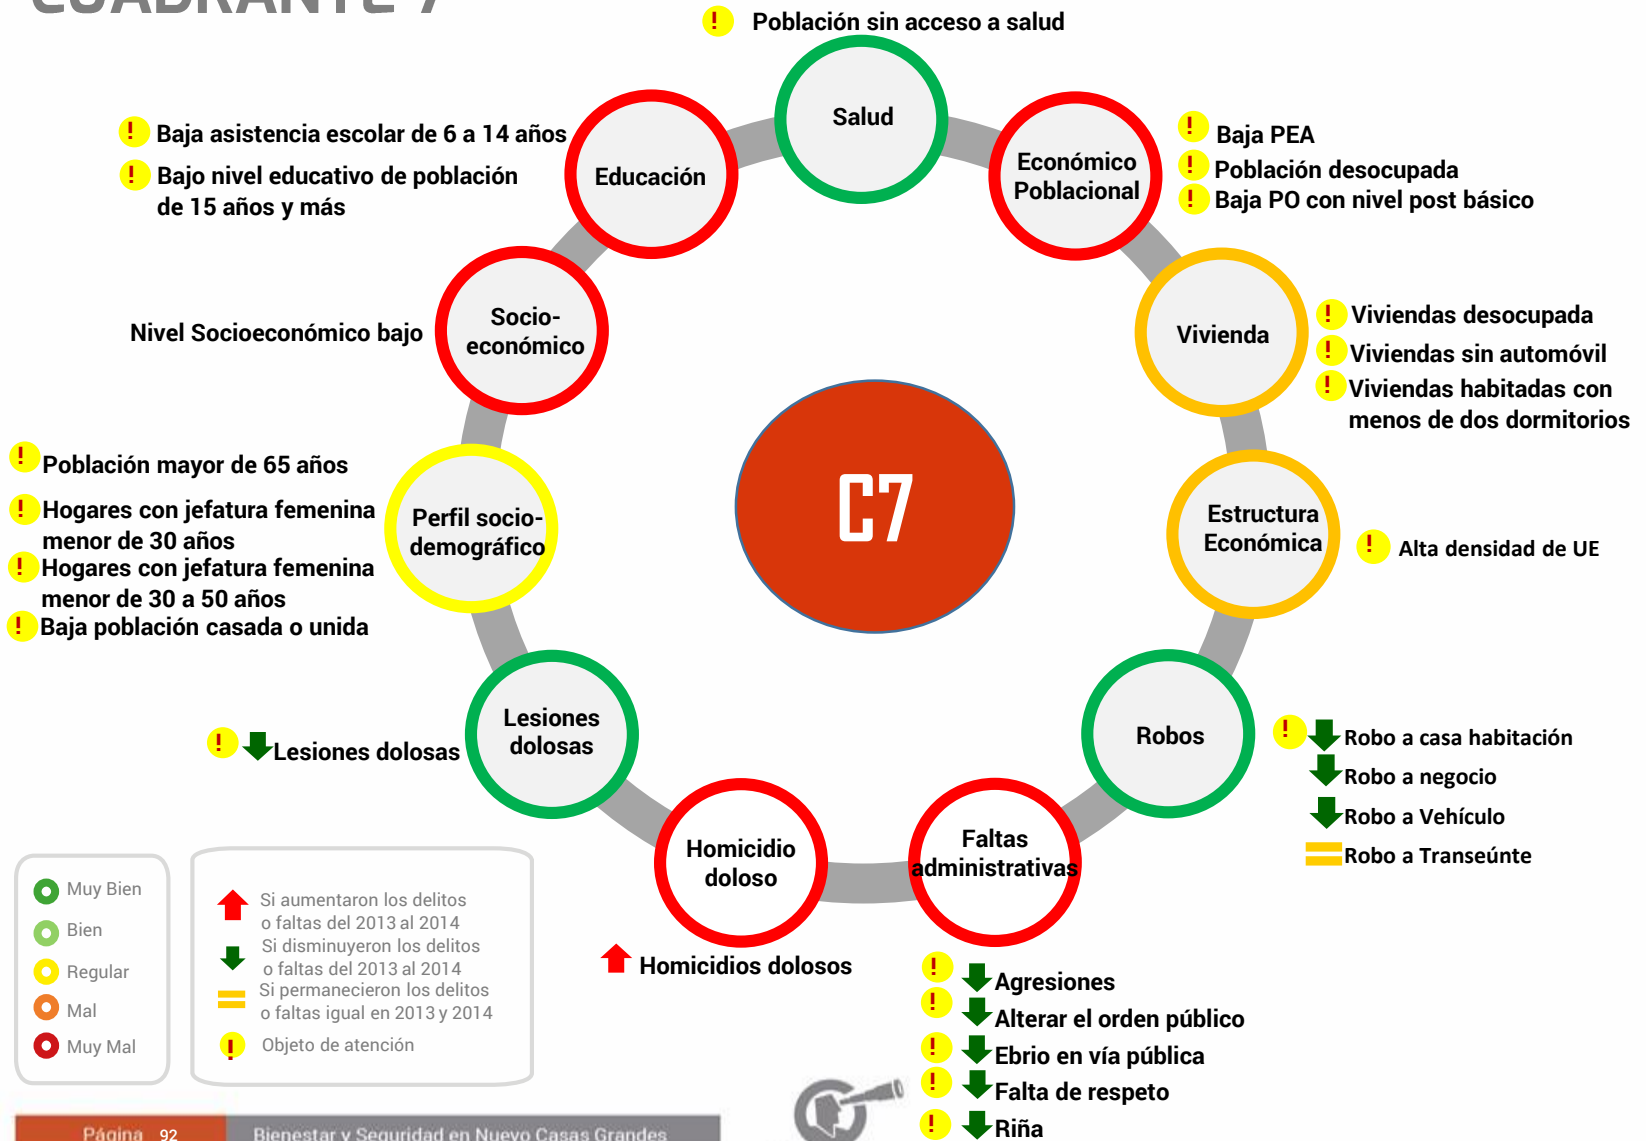 CUADRANTE 7
! Población sin acceso a salud
Salud
! Baja asistencia escolar de 6 a 14 años
! Bajo nivel educativo de población
de 15 años y más
Educación
Económico
Poblacional
! Baja PEA
! Población desocupada
! Baja PO con nivel post básico
Nivel Socioeconómico bajo
Socio-
económico
Vivienda
! Viviendas desocupada
! Viviendas sin automóvil
! Viviendas habitadas con
menos de dos dormitorios
! Población mayor de 65 años
! Hogares con jefatura femenina
menor de 30 años
! Hogares con jefatura femenina
menor de 30 a 50 años
! Baja población casada o unida
Perfil socio-
demográfico
C7
Estructura
Económica
! Alta densidad de UE
! Lesiones dolosas
Lesiones
dolosas
Robos
! Robo a casa habitación
Robo a negocio
Robo a Vehículo
Robo a Transeúnte
Homicidio
doloso
Homicidios dolosos
Faltas
administrativas
! Agresiones
! Alterar el orden público
! Ebrio en vía pública
! Falta de respeto
! Riña
Muy Bien
Bien
Regular
Mal
Muy Mal
Si aumentaron los delitos
o faltas del 2013 al 2014
Si disminuyeron los delitos
o faltas del 2013 al 2014
Si permanecieron los delitos
o faltas igual en 2013 y 2014
! Objeto de atención
Página 92
Bienestar y Seguridad en Nuevo Casas Grandes